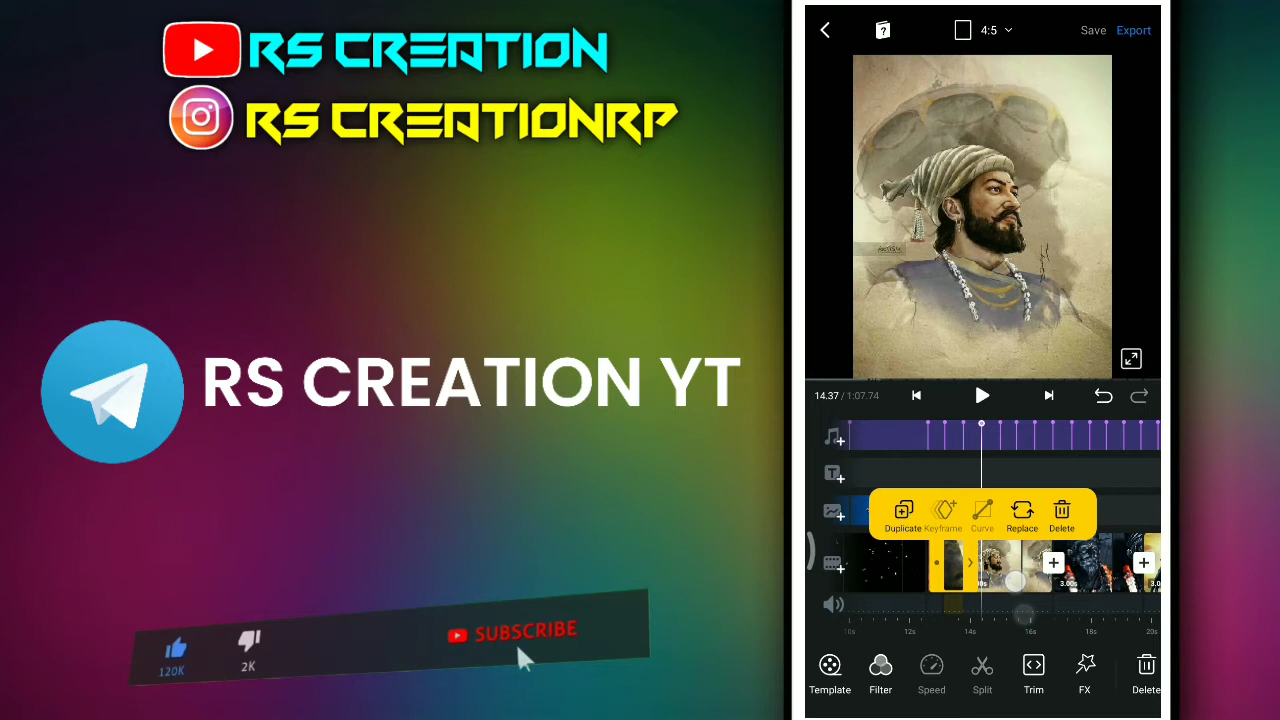 RS CREATION
RS CREATIONRP
RS CREATION YT
120K
2K
SUBSCRIBE
4:5
Save
Export
14.37 / 1:07.74
Duplicate
Keyframe
Curve
Replace
Delete
3.00s
10s
12s
14s
16s
18s
20s
Template
Filter
Speed
Split
Trim
FX
Delete